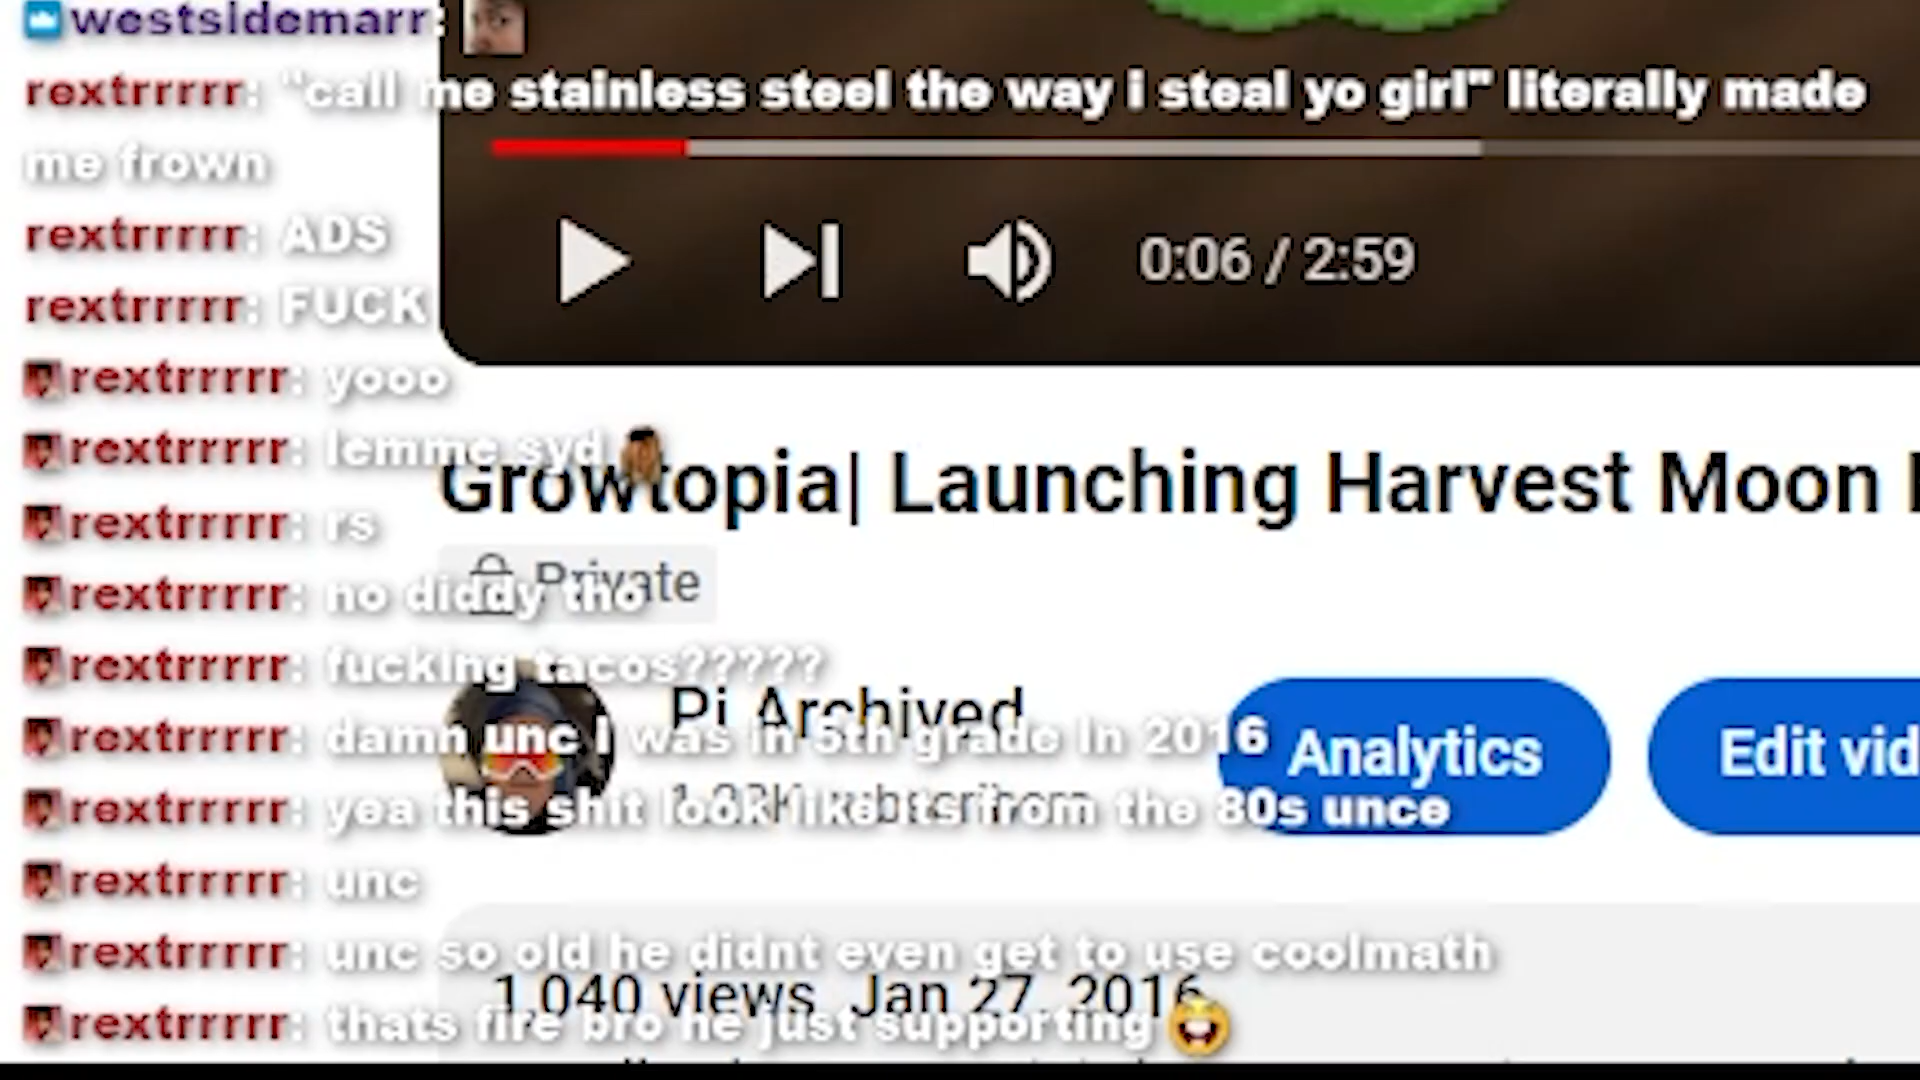 westsidemarr:
rextrrrrr: "call me stainless steel the way i steal yo girl" literally made
me frown
rextrrrrr: ADS
0:06 / 2:59
rextrrrrr: FUCK
rextrrrrr: yooo
rextrrrrr: lemme syd
Growtopia| Launching Harvest Moon
rextrrrrr: rs
Private
rextrrrrr: no diddy tho
rextrrrrr: fucking tacos?????
Pi Archived
Analytics
Edit vid
rextrrrrr: damn unc I was in 5th grade in 2016
subscribers
rextrrrrr: yea this shit look like its from the 80s unce
rextrrrrr: unc
rextrrrrr: unc so old he didnt even get to use coolmath
1,040 views Jan 27, 2016
rextrrrrr: thats fire bro he just supporting